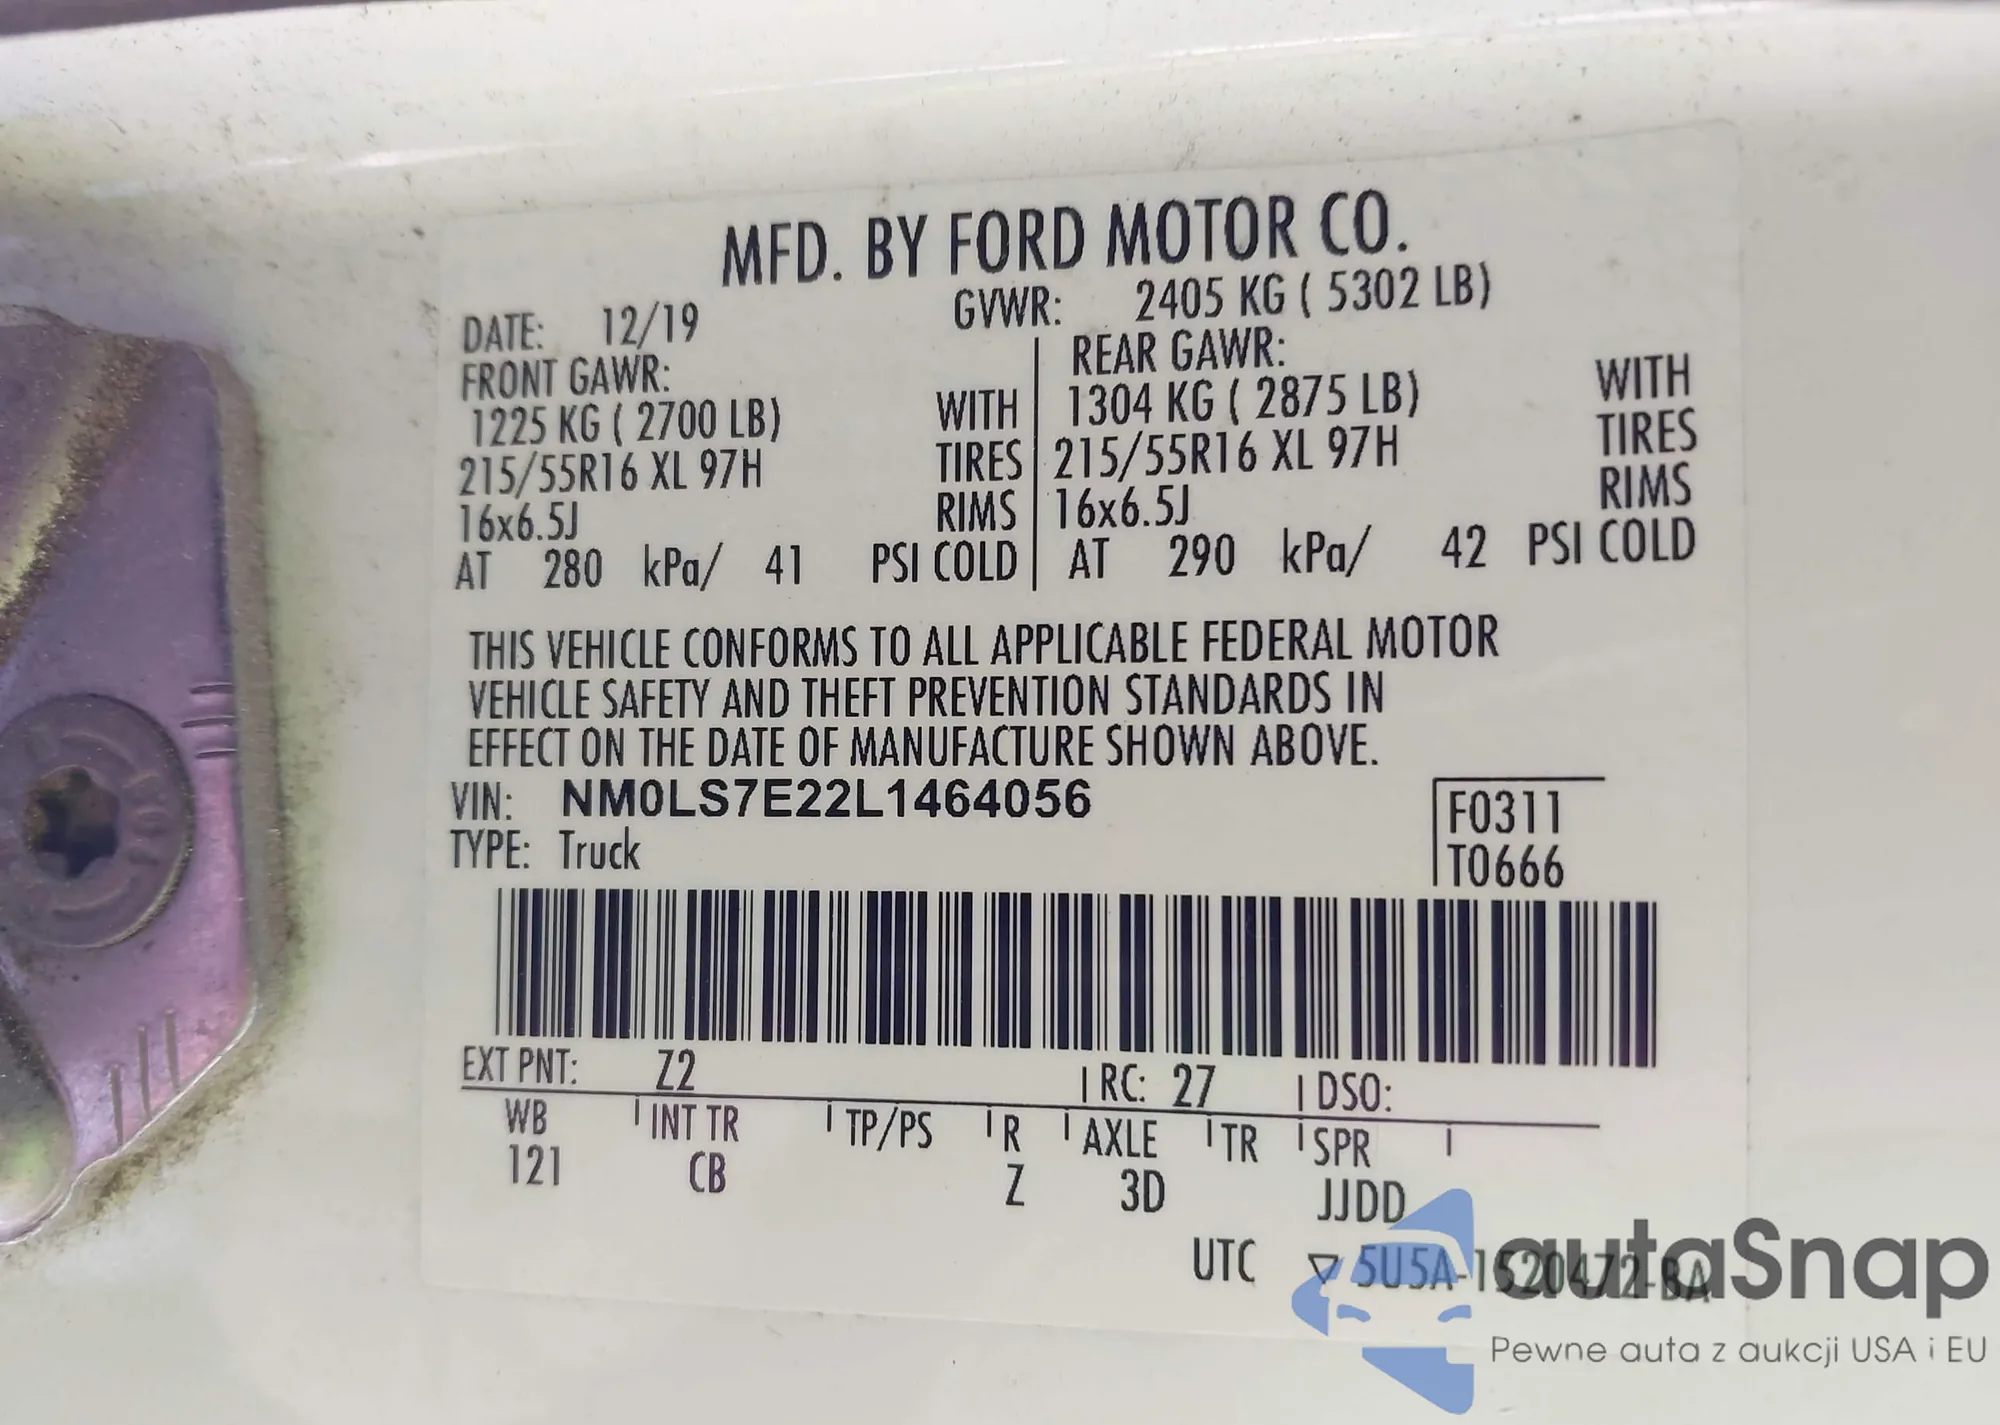 MFD. BY FORD MOTOR CO.
DATE: 12/19 GVWR: 2405 KG ( 5302 LB)
FRONT GAWR: REAR GAWR:
1225 KG ( 2700 LB) WITH 1304 KG ( 2875 LB) WITH
215/55R16 XL 97H TIRES 215/55R16 XL 97H TIRES
16x6.5J RIMS 16x6.5J RIMS
AT 280 kPa/ 41 PSI COLD AT 290 kPa/ 42 PSI COLD
THIS VEHICLE CONFORMS TO ALL APPLICABLE FEDERAL MOTOR
VEHICLE SAFETY AND THEFT PREVENTION STANDARDS IN
EFFECT ON THE DATE OF MANUFACTURE SHOWN ABOVE.
VIN: NM0LS7E22L1464056 F0311
TYPE: Truck T0666
EXT PNT: Z2 RC: 27 DSO:
WB INT TR TP/PS R AXLE TR SPR
121 CB Z 3D JJDD
UTC 5U5A-1520472-BA
autaSnap
Pewne auta z aukcji USA i EU